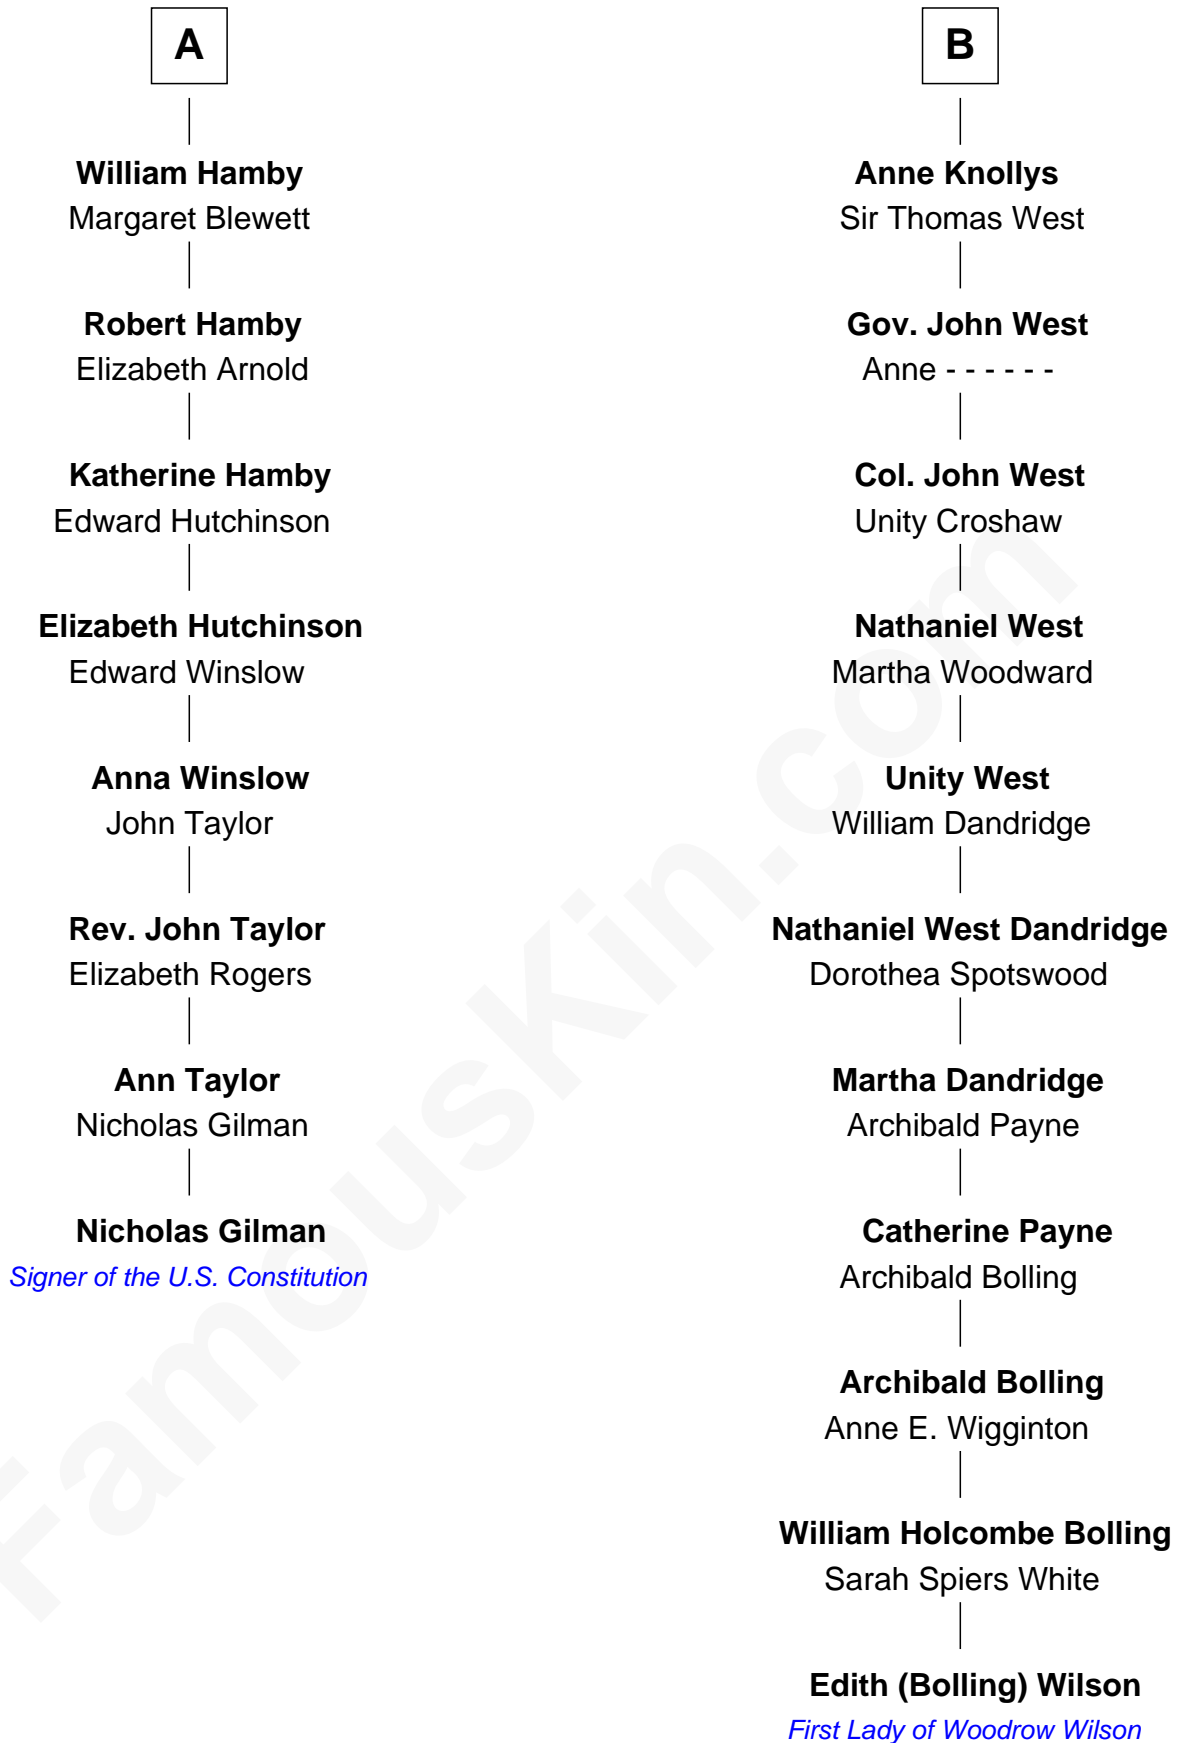 A
William Hamby
Margaret Blewett
Robert Hamby
Elizabeth Arnold
Katherine Hamby
Edward Hutchinson
Elizabeth Hutchinson
Edward Winslow
Anna Winslow
John Taylor
Rev. John Taylor
Elizabeth Rogers
Ann Taylor
Nicholas Gilman
Nicholas Gilman
Signer of the U.S. Constitution
B
Anne Knollys
Sir Thomas West
Gov. John West
Anne - - - - - -
Col. John West
Unity Croshaw
Nathaniel West
Martha Woodward
Unity West
William Dandridge
Nathaniel West Dandridge
Dorothea Spotswood
Martha Dandridge
Archibald Payne
Catherine Payne
Archibald Bolling
Archibald Bolling
Anne E. Wigginton
William Holcombe Bolling
Sarah Spiers White
Edith (Bolling) Wilson
First Lady of Woodrow Wilson
FamousKin.com